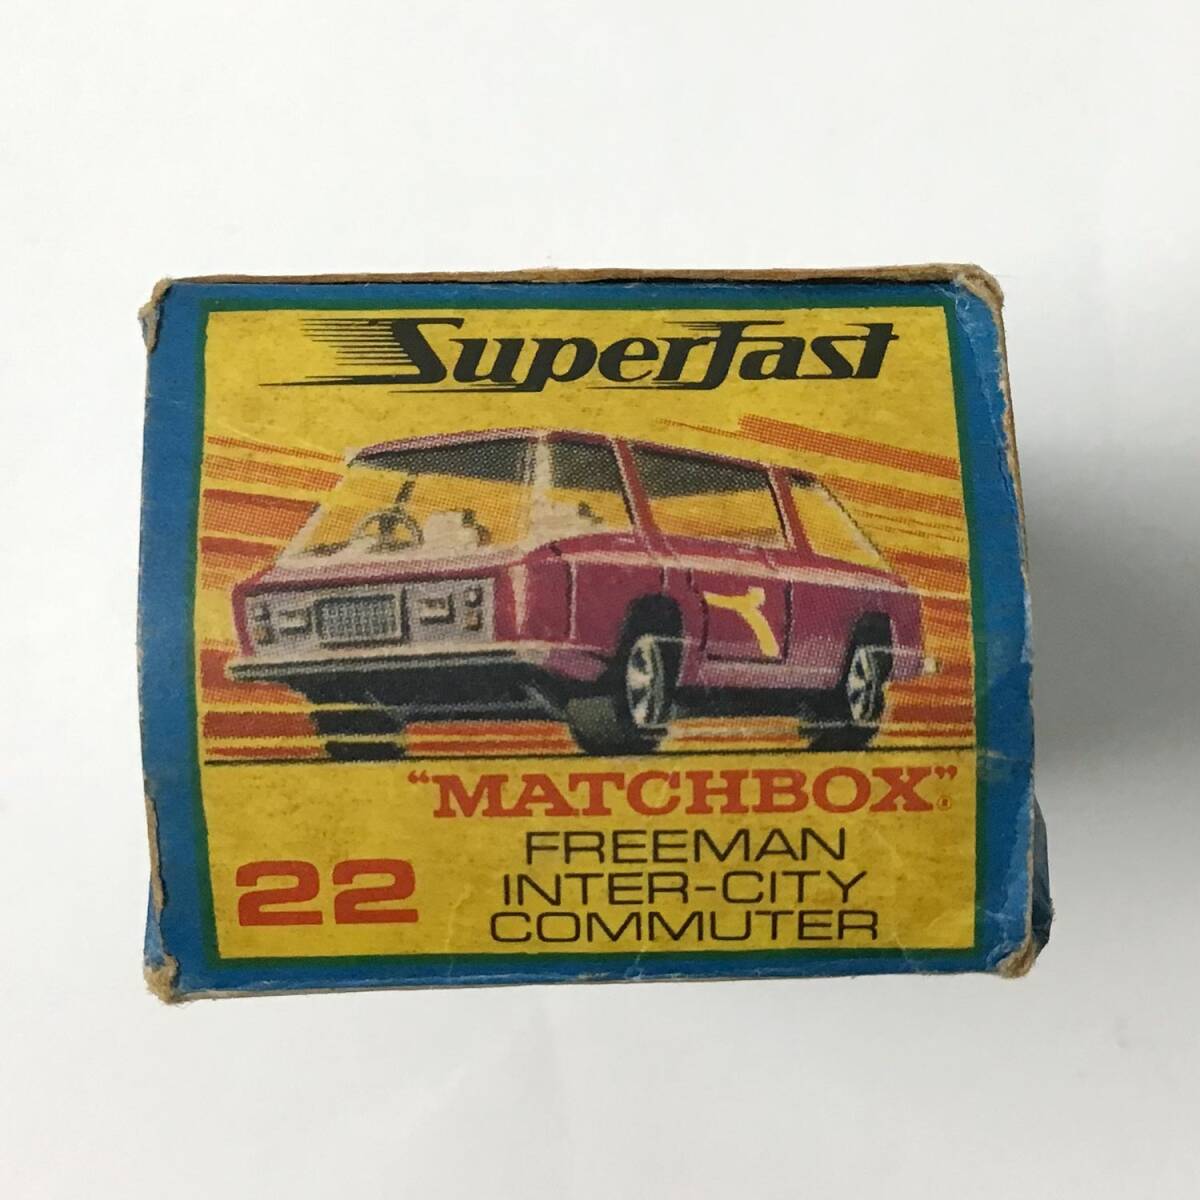 Superfast
"MATCHBOX"®
22
FREEMAN
INTER-CITY
COMMUTER